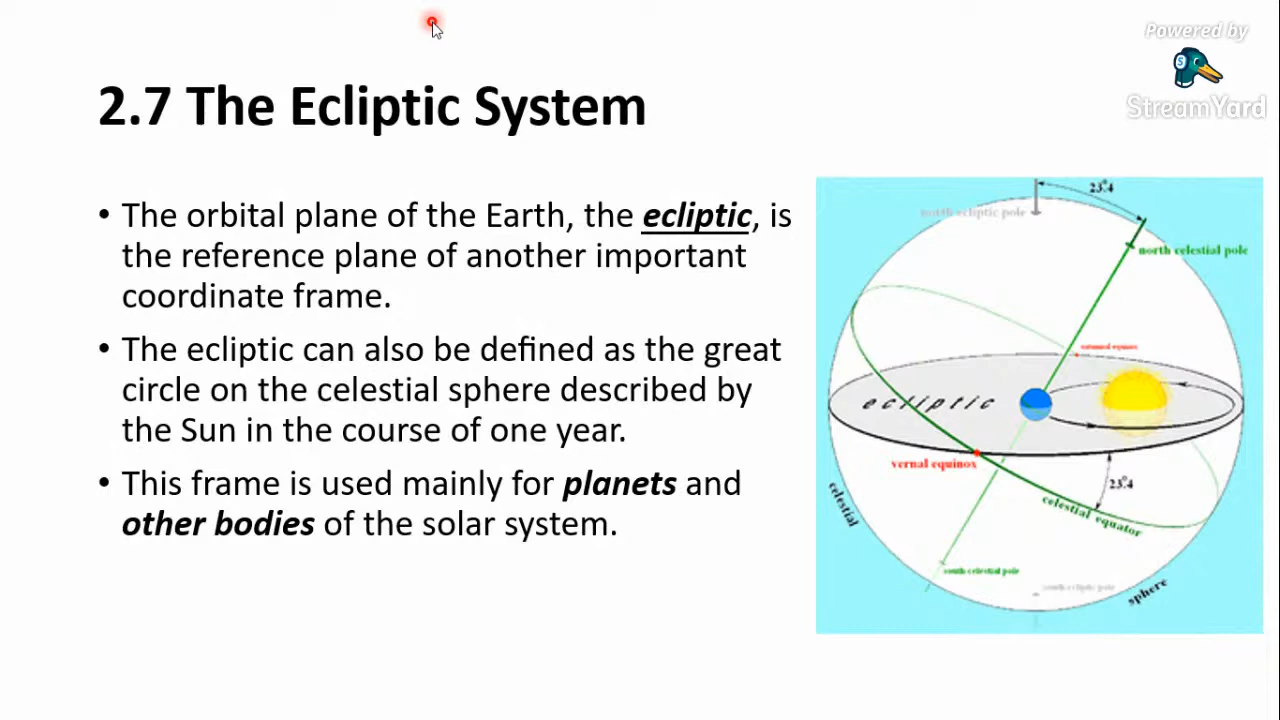 Powered by
StreamYard
2.7 The Ecliptic System
• The orbital plane of the Earth, the ecliptic, is
the reference plane of another important
coordinate frame.
• The ecliptic can also be defined as the great
circle on the celestial sphere described by
the Sun in the course of one year.
• This frame is used mainly for planets and
other bodies of the solar system.
23°.4
north ecliptic pole
north celestial pole
autumnal equinox
ecliptic
vernal equinox
23°.4
celestial
celestial equator
south celestial pole
south ecliptic pole
sphere